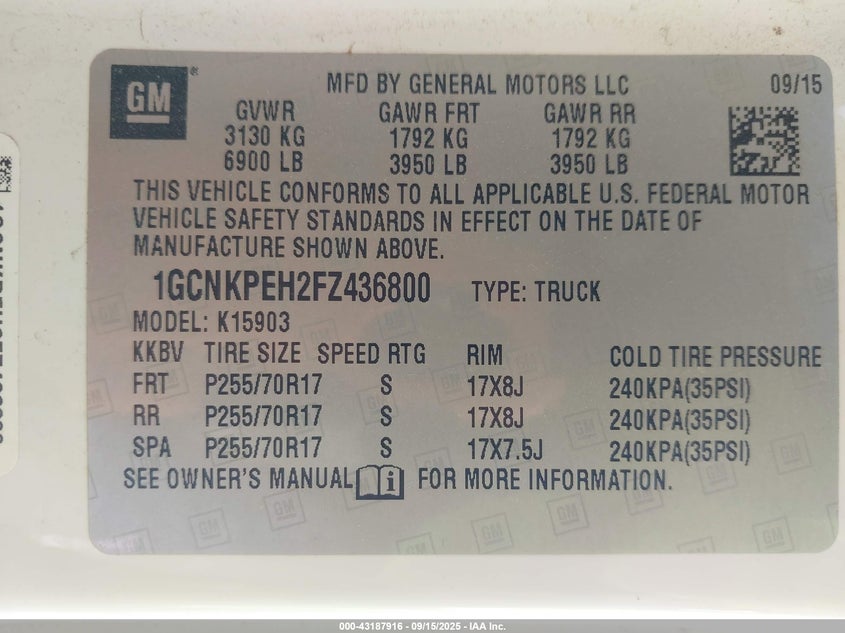 GM
MFD BY GENERAL MOTORS LLC 09/15
GVWR GAWR FRT GAWR RR
3130 KG 1792 KG 1792 KG
6900 LB 3950 LB 3950 LB
THIS VEHICLE CONFORMS TO ALL APPLICABLE U.S. FEDERAL MOTOR
VEHICLE SAFETY STANDARDS IN EFFECT ON THE DATE OF
MANUFACTURE SHOWN ABOVE.
1GCNKPEH2FZ436800 TYPE: TRUCK
MODEL: K15903
KKBV TIRE SIZE SPEED RTG RIM COLD TIRE PRESSURE
FRT P255/70R17 S 17X8J 240KPA(35PSI)
RR P255/70R17 S 17X8J 240KPA(35PSI)
SPA P255/70R17 S 17X7.5J 240KPA(35PSI)
SEE OWNER'S MANUAL FOR MORE INFORMATION.
000-43187916 - 09/15/2025 - IAA Inc.